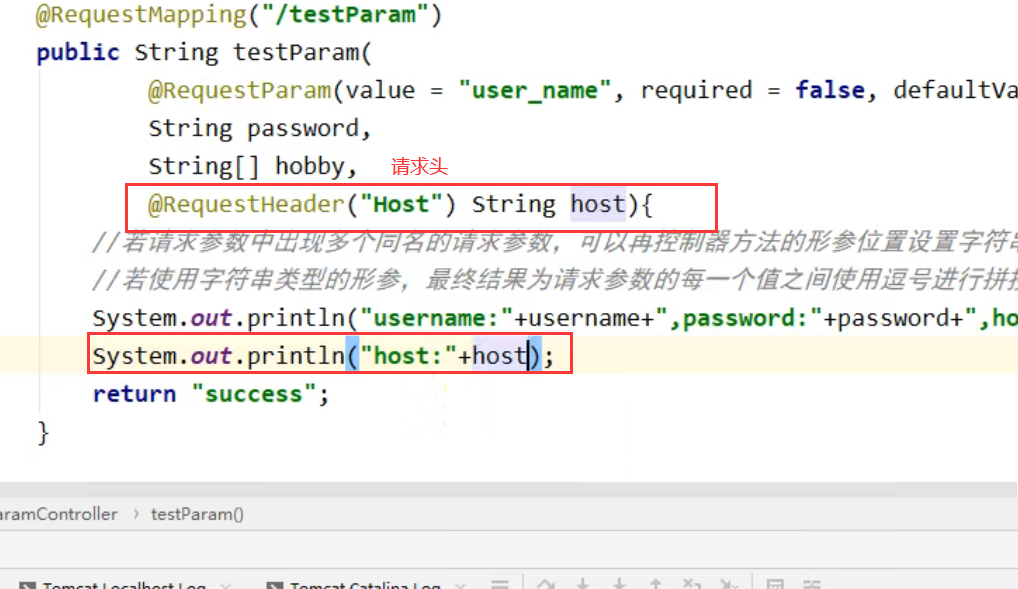 @RequestMapping("/testParam")
public String testParam(
@RequestParam(value = "user_name", required = false, defaultVa
String password,
String[] hobby, 请求头
@RequestHeader("Host") String host){
//若请求参数中出现多个同名的请求参数，可以再控制器方法的形参位置设置字符串
//若使用字符串类型的形参，最终结果为请求参数的每一个值之间使用逗号进行拼接
System.out.println("username:"+username+",password:"+password+",ho
System.out.println("host:"+host);
return "success";
}
aramController > testParam()
Tomcat Localhost Log Tomcat Catalina Log